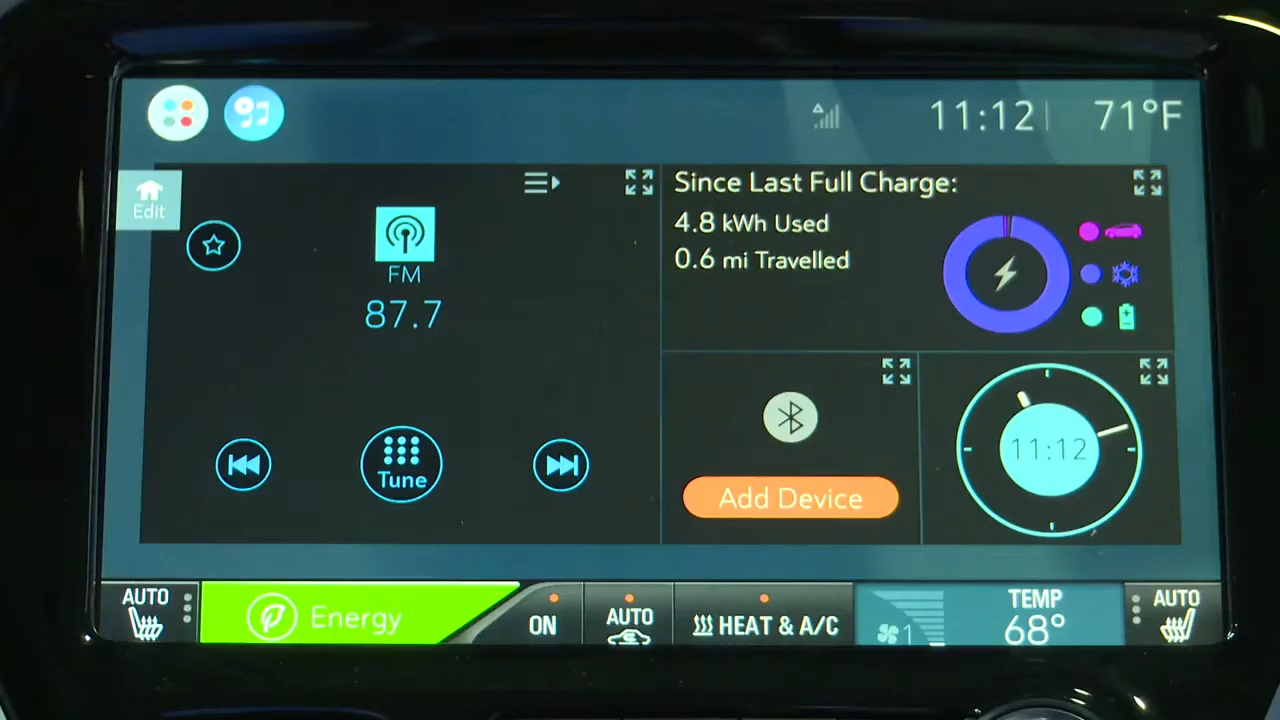 11:12
71°F
Edit
FM
87.7
Tune
Since Last Full Charge:
4.8 kWh Used
0.6 mi Travelled
Add Device
11:12
AUTO
Energy
ON
AUTO
HEAT & A/C
1
TEMP
68°
AUTO